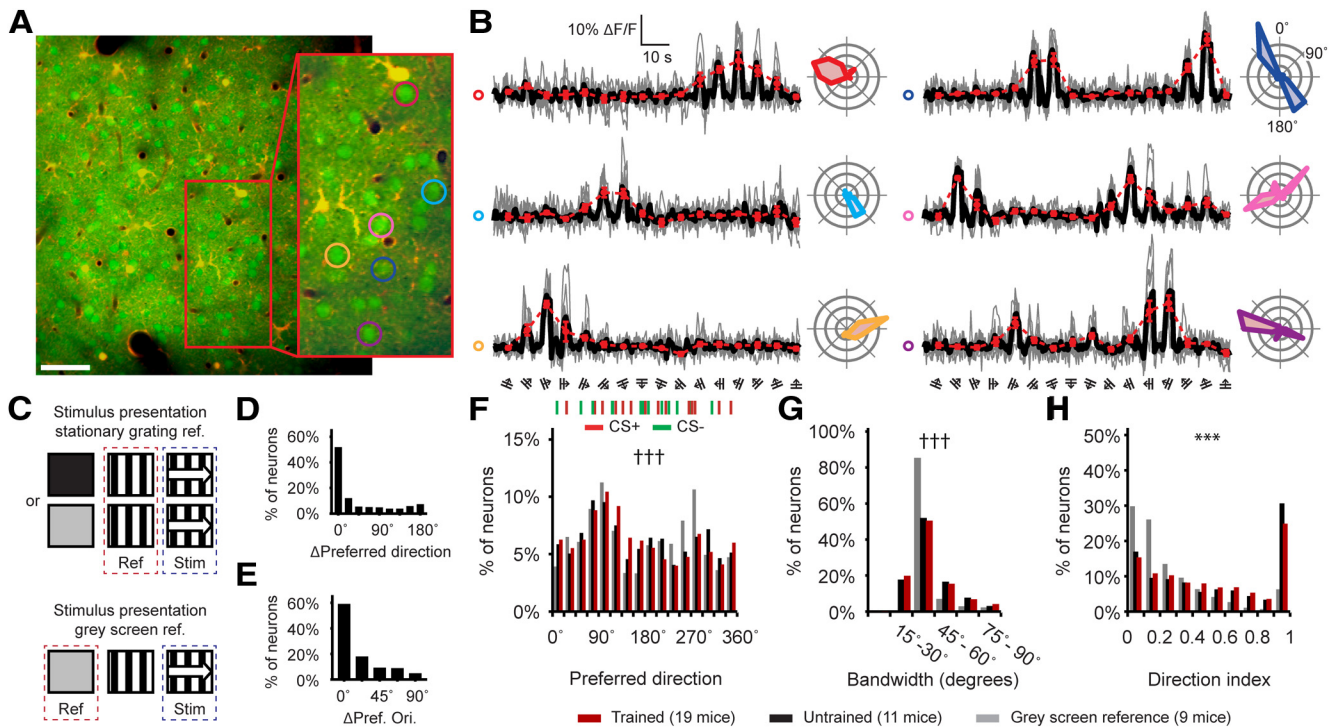 A
B
10% ΔF/F
10 s
0°
90°
180°
C
Stimulus presentation
stationary grating ref.
or
Ref
Stim
Stimulus presentation
grey screen ref.
Ref
Stim
D
% of neurons
60%
40%
20%
0%
0°
90°
180°
ΔPreferred direction
E
% of neurons
60%
40%
20%
0%
0°
45°
90°
ΔPref. Ori.
F
CS+
CS-
% of neurons
15%
10%
5%
0%
†††
0°
90°
180°
270°
360°
Preferred direction
G
% of neurons
100%
80%
60%
40%
20%
0%
†††
15°-30°
45°- 60°
75°- 90°
Bandwidth (degrees)
H
% of neurons
50%
40%
30%
20%
10%
0%
***
0
0.2
0.4
0.6
0.8
1
Direction index
Trained (19 mice)
Untrained (11 mice)
Grey screen reference (9 mice)